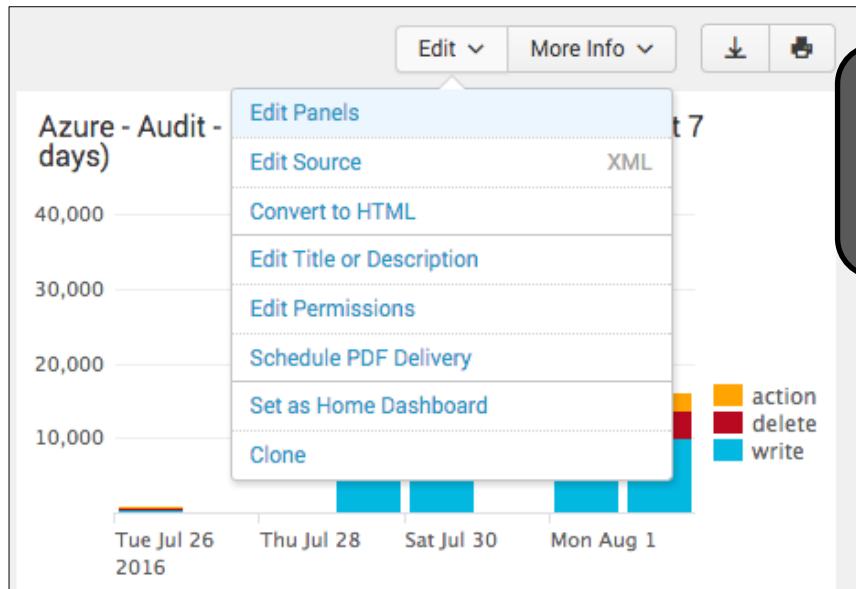 Edit More Info
Azure - Audit - t 7
days)
Edit Panels
Edit Source XML
Convert to HTML
Edit Title or Description
Edit Permissions
Schedule PDF Delivery
Set as Home Dashboard
Clone
40,000
30,000
20,000
10,000
action
delete
write
Tue Jul 26 Thu Jul 28 Sat Jul 30 Mon Aug 1
2016